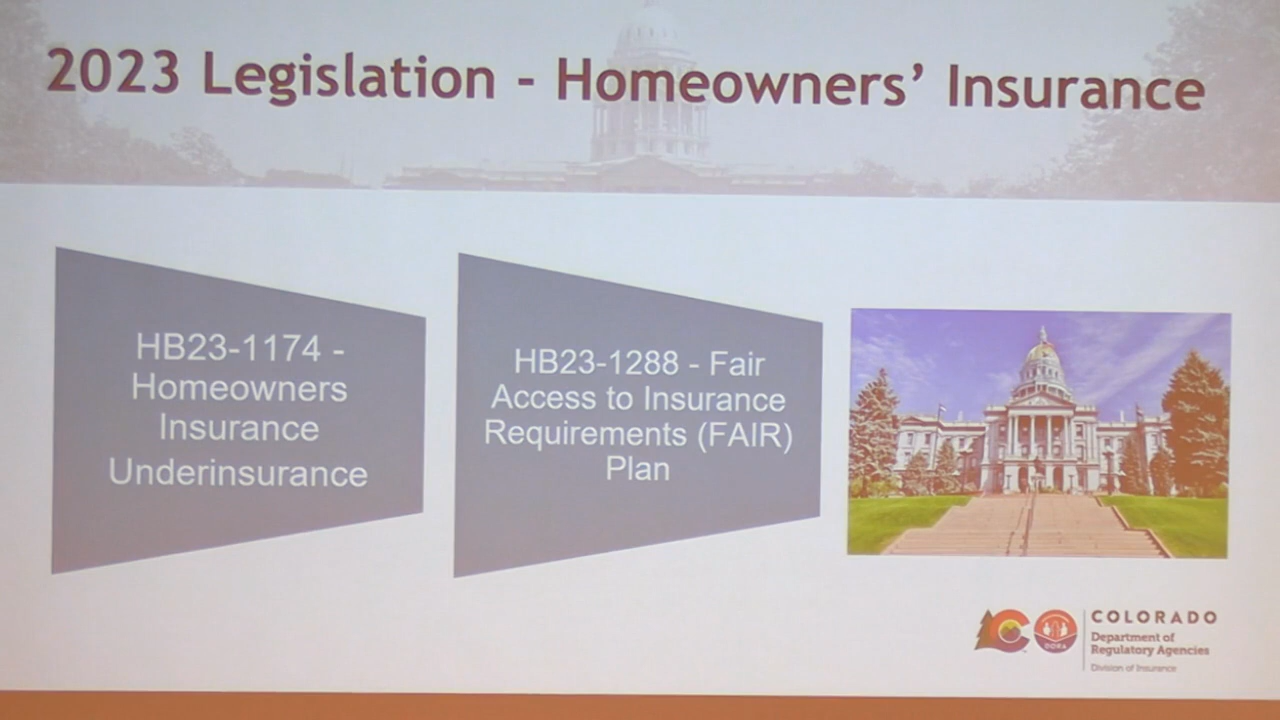 2023 Legislation - Homeowners’ Insurance
HB23-1174 -
Homeowners
Insurance
Underinsurance
HB23-1288 - Fair
Access to Insurance
Requirements (FAIR)
Plan
DORA
COLORADO
Department of
Regulatory Agencies
Division of Insurance